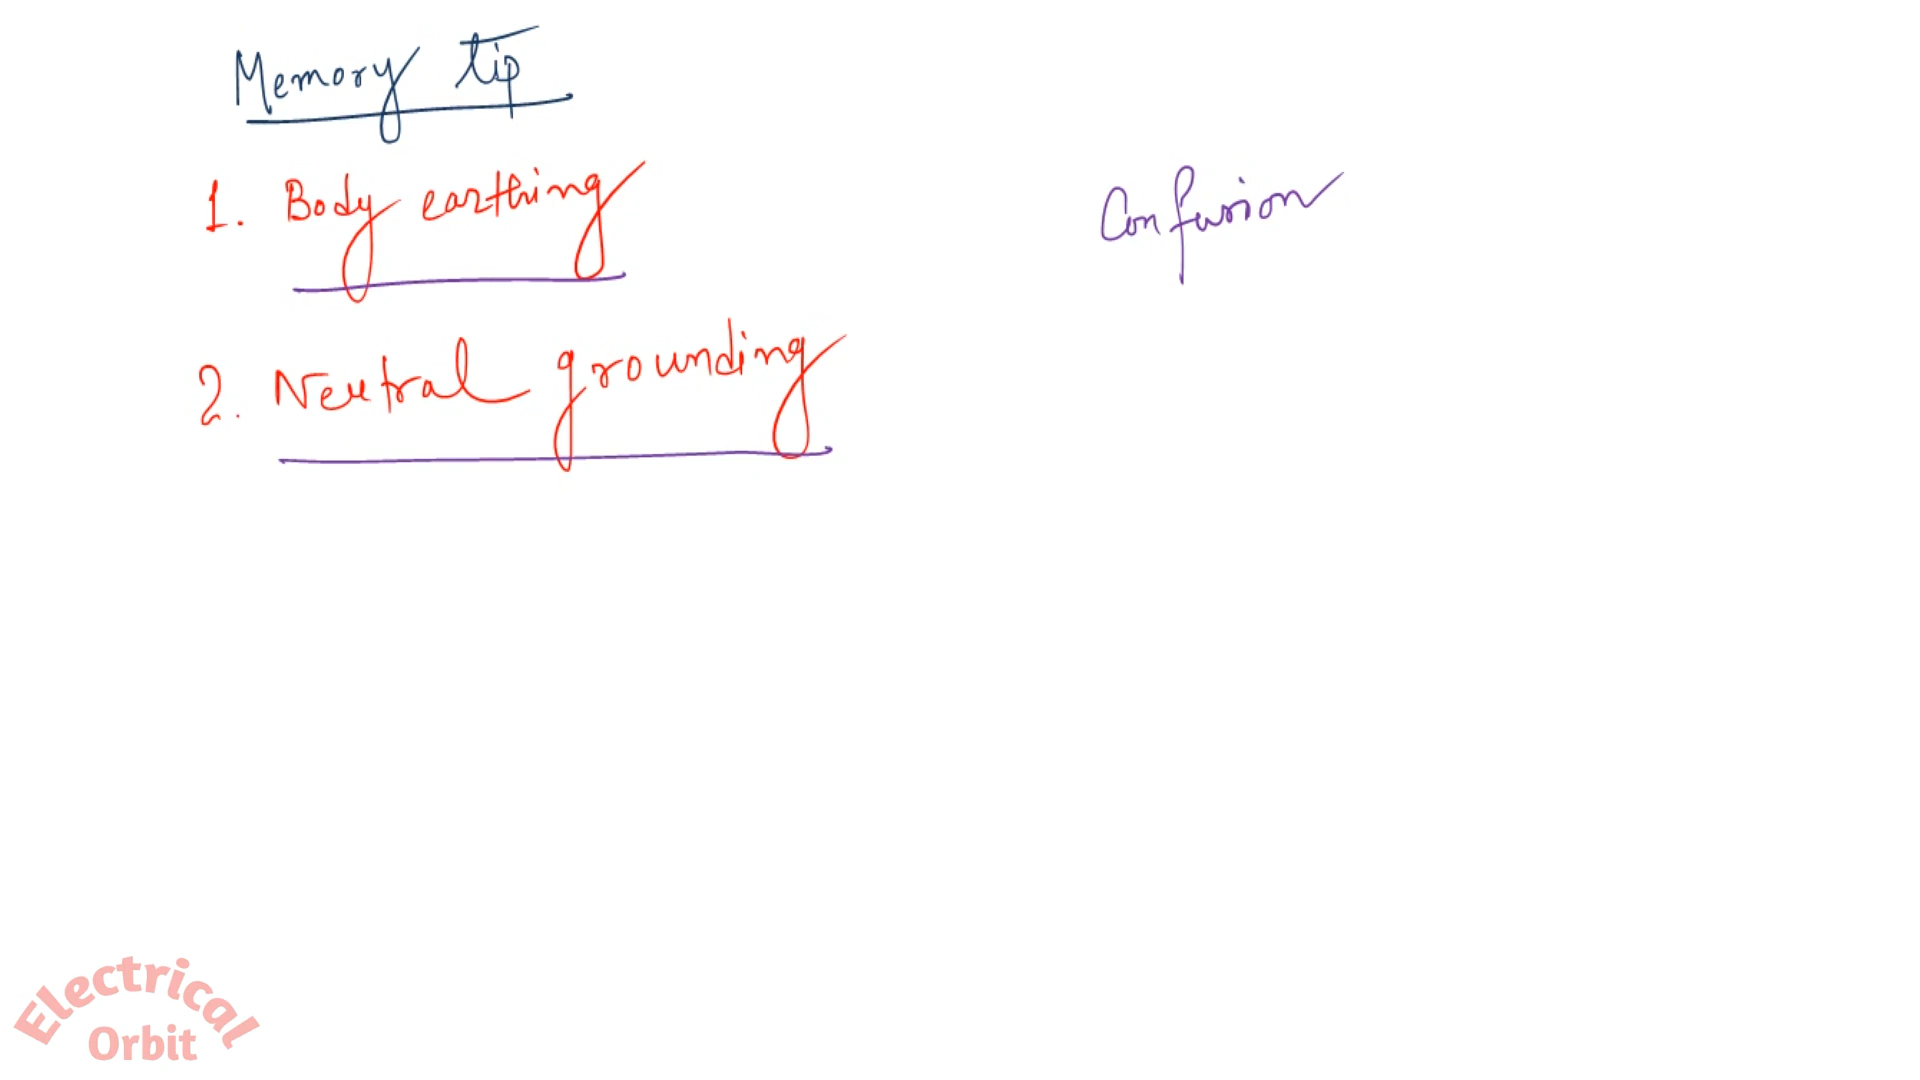 Memory tip
1. Body earthing
Confusion
2. Neutral grounding
Electrical
Orbit